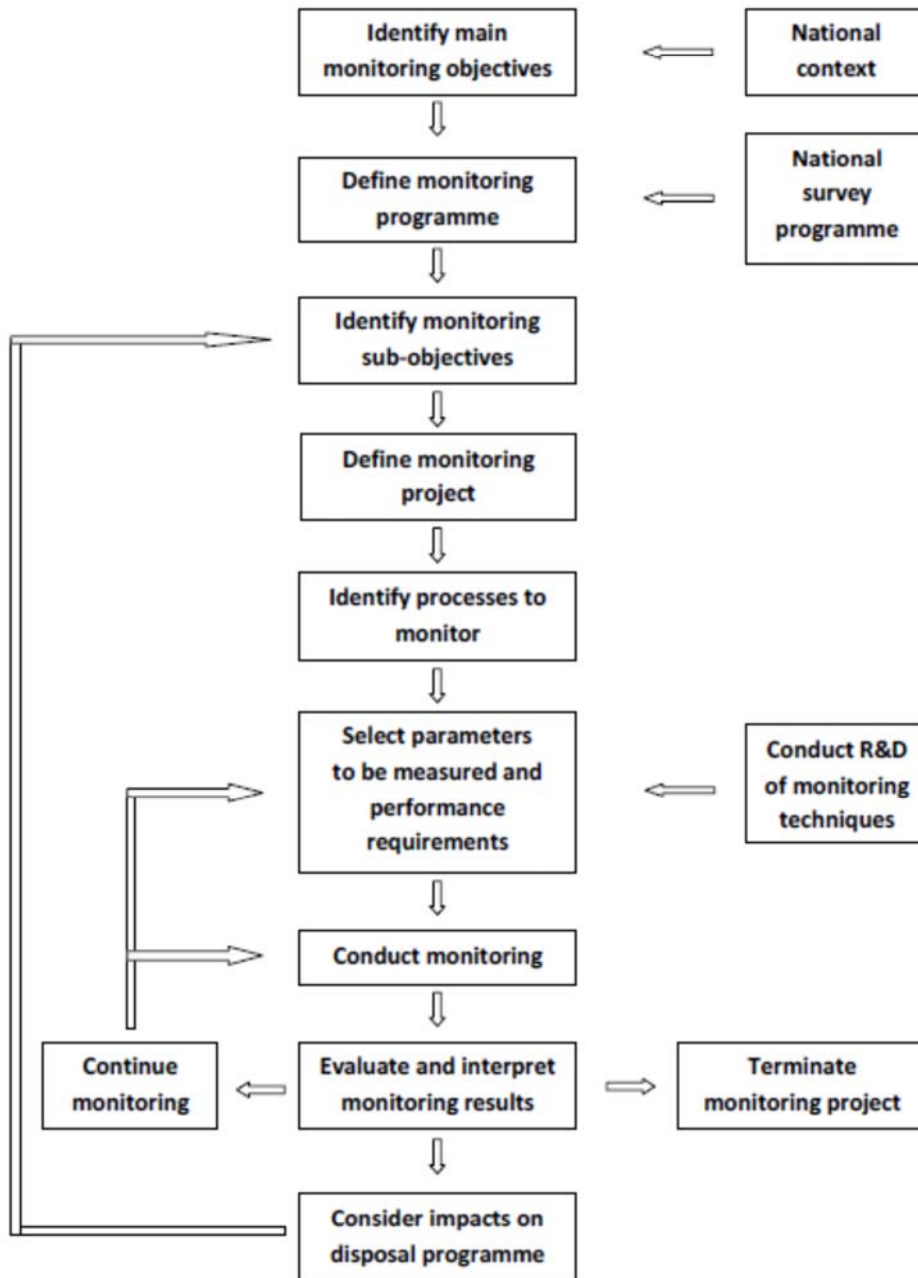 Identify main
monitoring objectives
National
context
Define monitoring
programme
National
survey
programme
Identify monitoring
sub-objectives
Define monitoring
project
Identify processes to
monitor
Select parameters
to be measured and
performance
requirements
Conduct R&D
of monitoring
techniques
Conduct monitoring
Continue
monitoring
Evaluate and interpret
monitoring results
Terminate
monitoring project
Consider impacts on
disposal programme